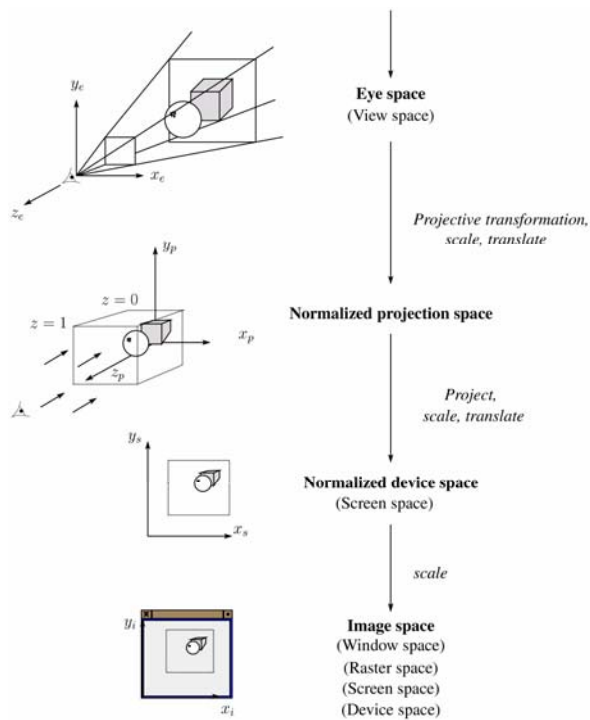 y_e
x_e
z_e
Eye space
(View space)
Projective transformation,
scale, translate
y_p
z = 0
z = 1
x_p
z_p
Normalized projection space
Project,
scale, translate
y_s
x_s
Normalized device space
(Screen space)
scale
y_i
x_i
Image space
(Window space)
(Raster space)
(Screen space)
(Device space)